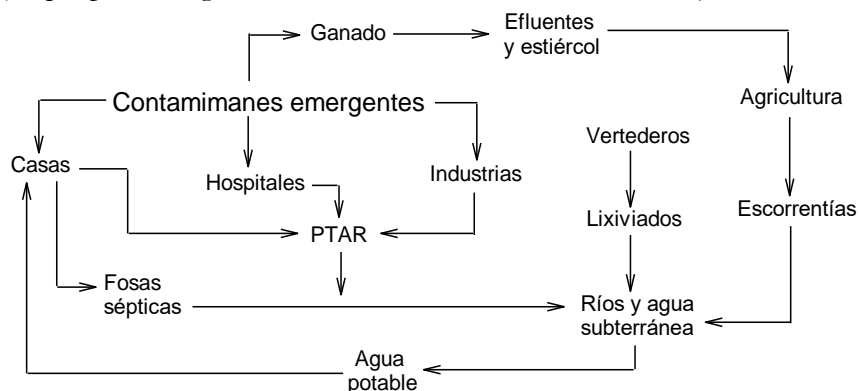 Ganado
Efluentes
y estiércol
Contamimanes emergentes
Agricultura
Vertederos
Casas
Hospitales
Industrias
Lixiviados
Escorrentías
PTAR
Fosas
sépticas
Ríos y agua
subterránea
Agua
potable